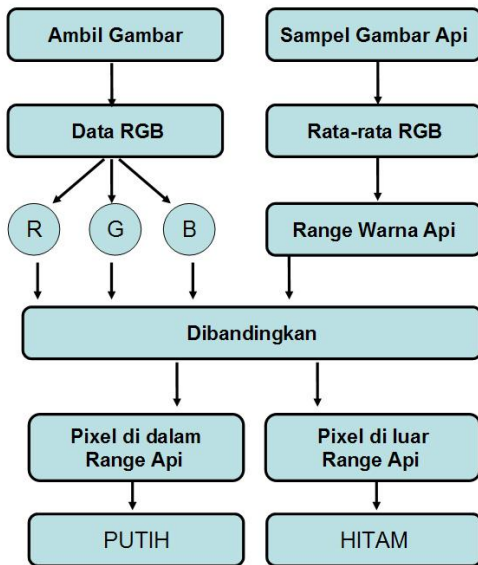 Ambil Gambar
Sampel Gambar Api
Data RGB
Rata-rata RGB
R
G
B
Range Warna Api
Dibandingkan
Pixel di dalam
Range Api
Pixel di luar
Range Api
PUTIH
HITAM